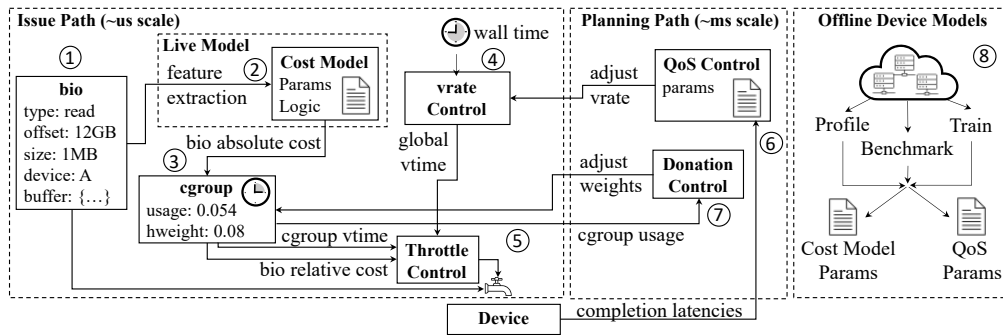 Issue Path (~us scale)
①
bio
type: read
offset: 12GB
size: 1MB
device: A
buffer: {…}
Live Model
feature
extraction
②
Cost Model
Params
Logic
bio absolute cost
③
cgroup
usage: 0.054
hweight: 0.08
wall time
④
vrate
Control
global
vtime
cgroup vtime
bio relative cost
Throttle
Control
⑤
Planning Path (~ms scale)
adjust
vrate
QoS Control
params
⑥
adjust
weights
Donation
Control
⑦
cgroup usage
Device
completion latencies
Offline Device Models
⑧
Profile
Train
Benchmark
Cost Model
Params
QoS
Params